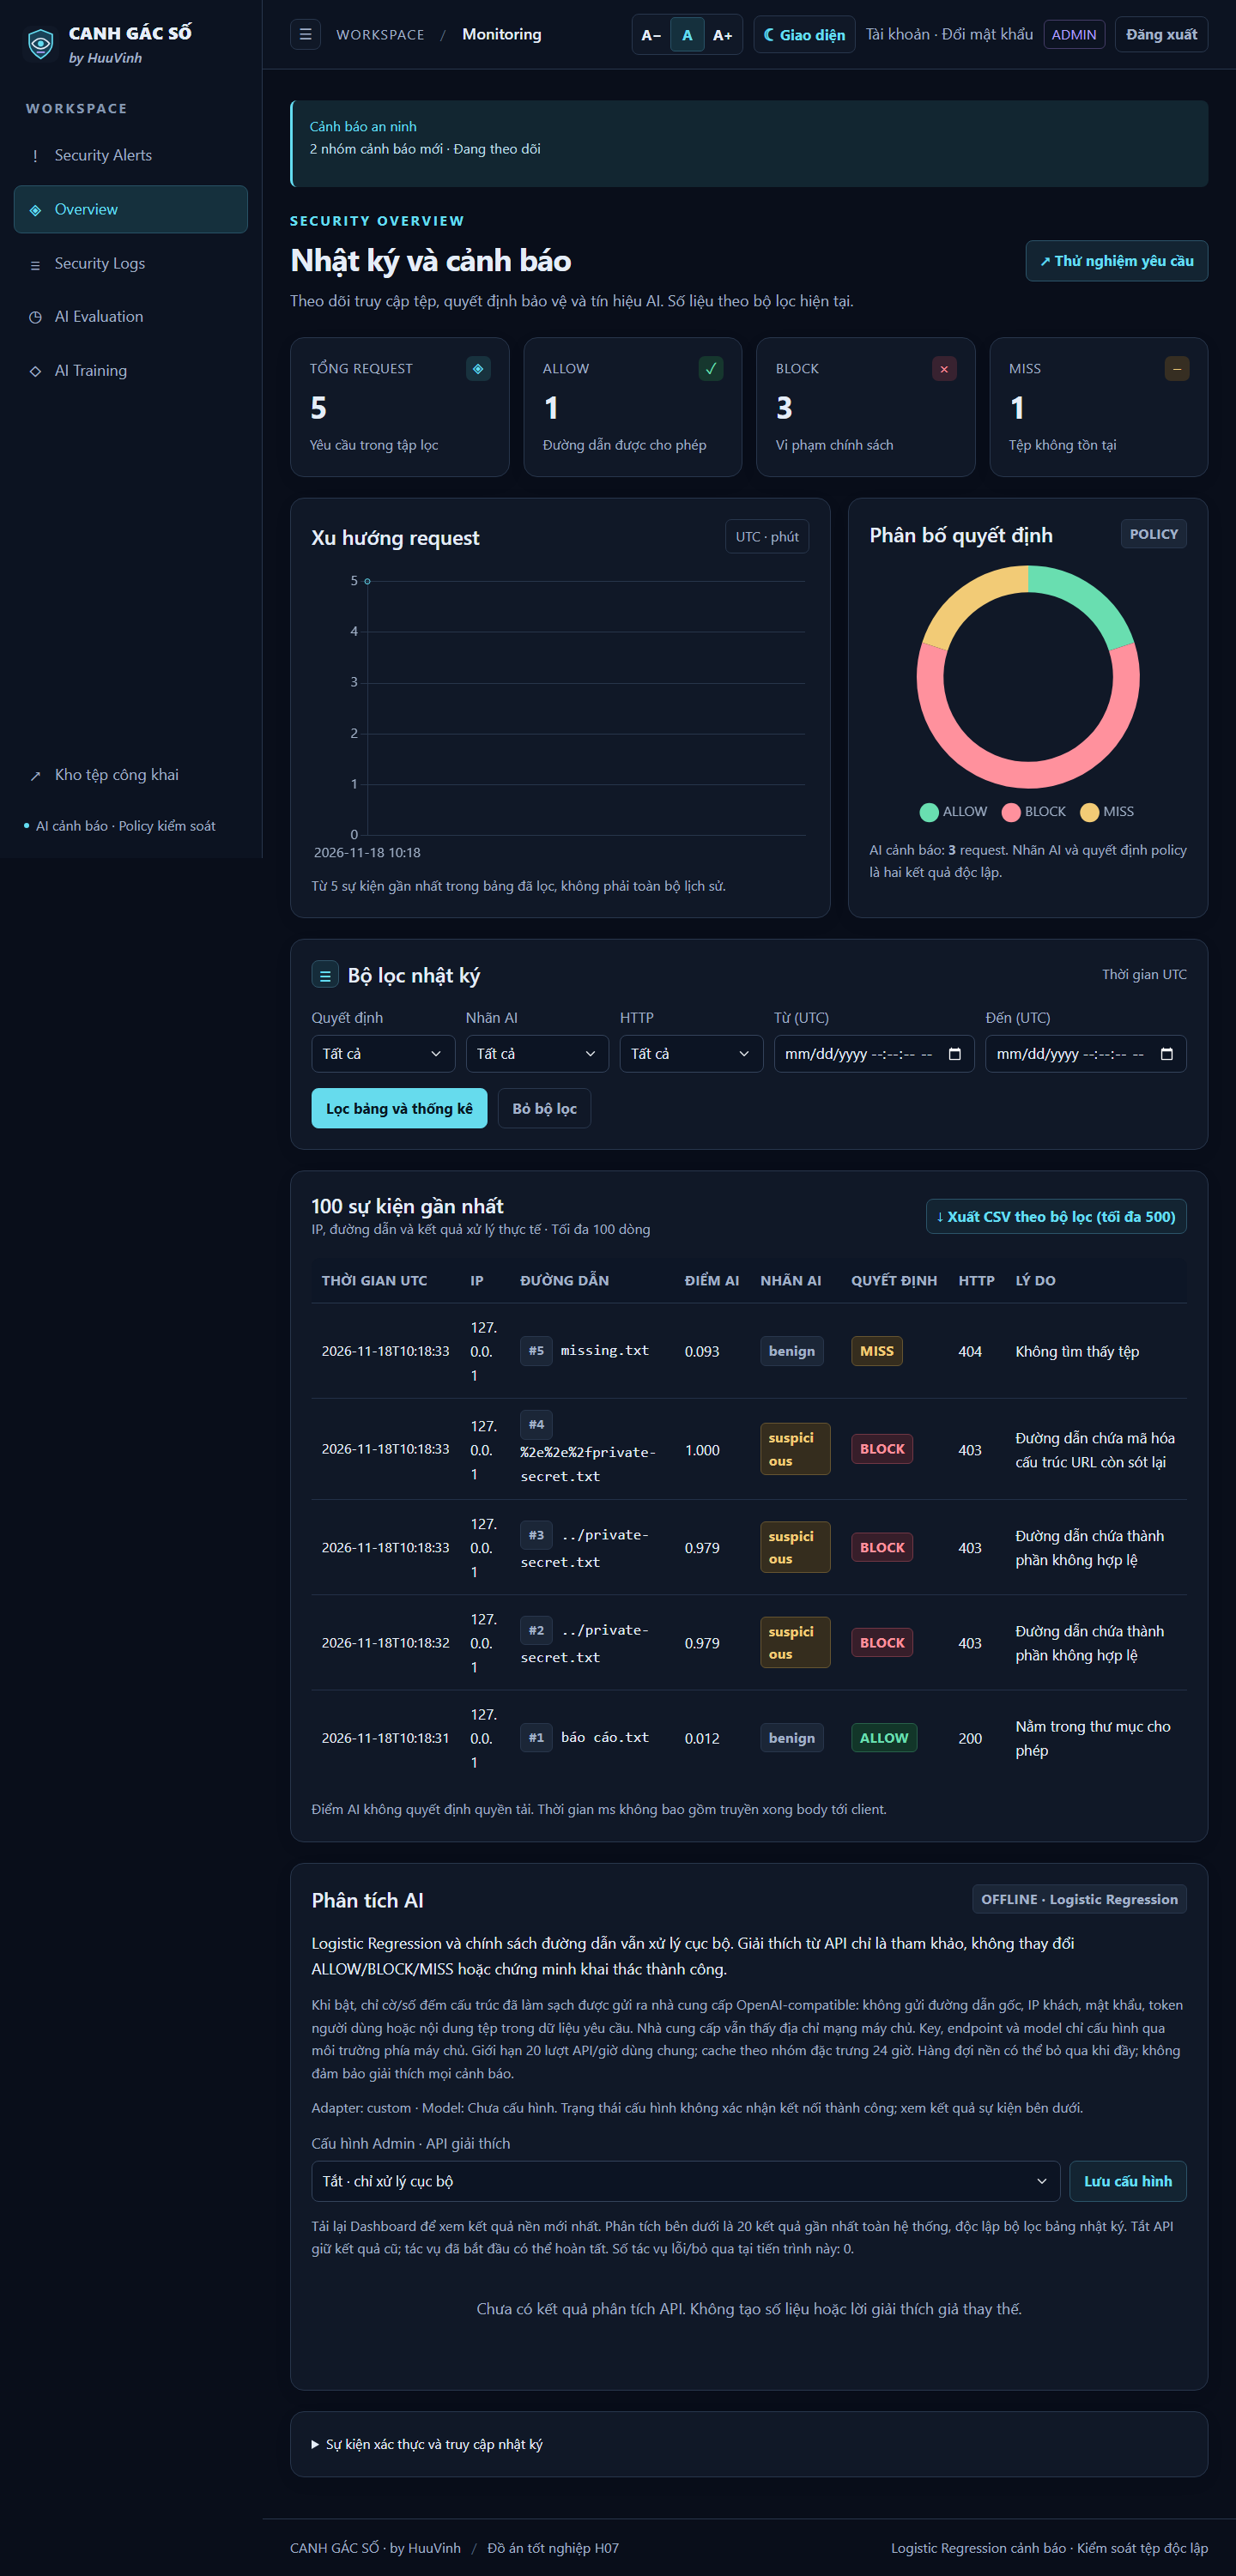 CANH GÁC SỐ
by HuuVinh
WORKSPACE
! Security Alerts
Overview
Security Logs
AI Evaluation
AI Training
↗ Kho tệp công khai
AI cảnh báo · Policy kiểm soát
☰ WORKSPACE / Monitoring
A− A A+
☾ Giao diện
Tài khoản · Đổi mật khẩu
ADMIN
Đăng xuất
Cảnh báo an ninh
2 nhóm cảnh báo mới · Đang theo dõi
SECURITY OVERVIEW
Nhật ký và cảnh báo
↗ Thử nghiệm yêu cầu
Theo dõi truy cập tệp, quyết định bảo vệ và tín hiệu AI. Số liệu theo bộ lọc hiện tại.
TỔNG REQUEST
5
Yêu cầu trong tập lọc
ALLOW ✓
1
Đường dẫn được cho phép
BLOCK ×
3
Vi phạm chính sách
MISS −
1
Tệp không tồn tại
Xu hướng request
UTC · phút
5
4
3
2
1
0
2026-11-18 10:18
Từ 5 sự kiện gần nhất trong bảng đã lọc, không phải toàn bộ lịch sử.
Phân bố quyết định
POLICY
ALLOW BLOCK MISS
AI cảnh báo: 3 request. Nhãn AI và quyết định policy
là hai kết quả độc lập.
Bộ lọc nhật ký
Thời gian UTC
Quyết định Nhãn AI HTTP Từ (UTC) Đến (UTC)
Tất cả Tất cả Tất cả mm/dd/yyyy --:--:-- -- mm/dd/yyyy --:--:-- --
Lọc bảng và thống kê
Bỏ bộ lọc
100 sự kiện gần nhất
IP, đường dẫn và kết quả xử lý thực tế · Tối đa 100 dòng
↓ Xuất CSV theo bộ lọc (tối đa 500)
THỜI GIAN UTC IP ĐƯỜNG DẪN ĐIỂM AI NHÃN AI QUYẾT ĐỊNH HTTP LÝ DO
2026-11-18T10:18:33 127.0.0.1 #5 missing.txt 0.093 benign MISS 404 Không tìm thấy tệp
2026-11-18T10:18:33 127.0.0.1 #4 %2e%2e%2fprivate-secret.txt 1.000 suspicious BLOCK 403 Đường dẫn chứa mã hóa cấu trúc URL còn sót lại
2026-11-18T10:18:33 127.0.0.1 #3 ../private-secret.txt 0.979 suspicious BLOCK 403 Đường dẫn chứa thành phần không hợp lệ
2026-11-18T10:18:32 127.0.0.1 #2 ../private-secret.txt 0.979 suspicious BLOCK 403 Đường dẫn chứa thành phần không hợp lệ
2026-11-18T10:18:31 127.0.0.1 #1 báo cáo.txt 0.012 benign ALLOW 200 Nằm trong thư mục cho phép
Điểm AI không quyết định quyền tải. Thời gian ms không bao gồm truyền xong body tới client.
Phân tích AI
OFFLINE · Logistic Regression
Logistic Regression và chính sách đường dẫn vẫn xử lý cục bộ. Giải thích từ API chỉ là tham khảo, không thay đổi
ALLOW/BLOCK/MISS hoặc chứng minh khai thác thành công.
Khi bật, chỉ cờ/số đếm cấu trúc đã làm sạch được gửi ra nhà cung cấp OpenAI-compatible: không gửi đường dẫn gốc, IP khách, mật khẩu, token
người dùng hoặc nội dung tệp trong dữ liệu yêu cầu. Nhà cung cấp vẫn thấy địa chỉ mạng máy chủ. Key, endpoint và model chỉ cấu hình qua
môi trường phía máy chủ. Giới hạn 20 lượt API/giờ dùng chung; cache theo nhóm đặc trưng 24 giờ. Hàng đợi nền có thể bỏ qua khi đầy; không
đảm bảo giải thích mọi cảnh báo.
Adapter: custom · Model: Chưa cấu hình. Trạng thái cấu hình không xác nhận kết nối thành công; xem kết quả sự kiện bên dưới.
Cấu hình Admin · API giải thích
Tắt · chỉ xử lý cục bộ
Lưu cấu hình
Tải lại Dashboard để xem kết quả nền mới nhất. Phân tích bên dưới là 20 kết quả gần nhất toàn hệ thống, độc lập bộ lọc bảng nhật ký. Tắt API
giữ kết quả cũ; tác vụ đã bắt đầu có thể hoàn tất. Số tác vụ lỗi/bỏ qua tại tiến trình này: 0.
Chưa có kết quả phân tích API. Không tạo số liệu hoặc lời giải thích giả thay thế.
▶ Sự kiện xác thực và truy cập nhật ký
CANH GÁC SỐ · by HuuVinh / Đồ án tốt nghiệp H07
Logistic Regression cảnh báo · Kiểm soát tệp độc lập